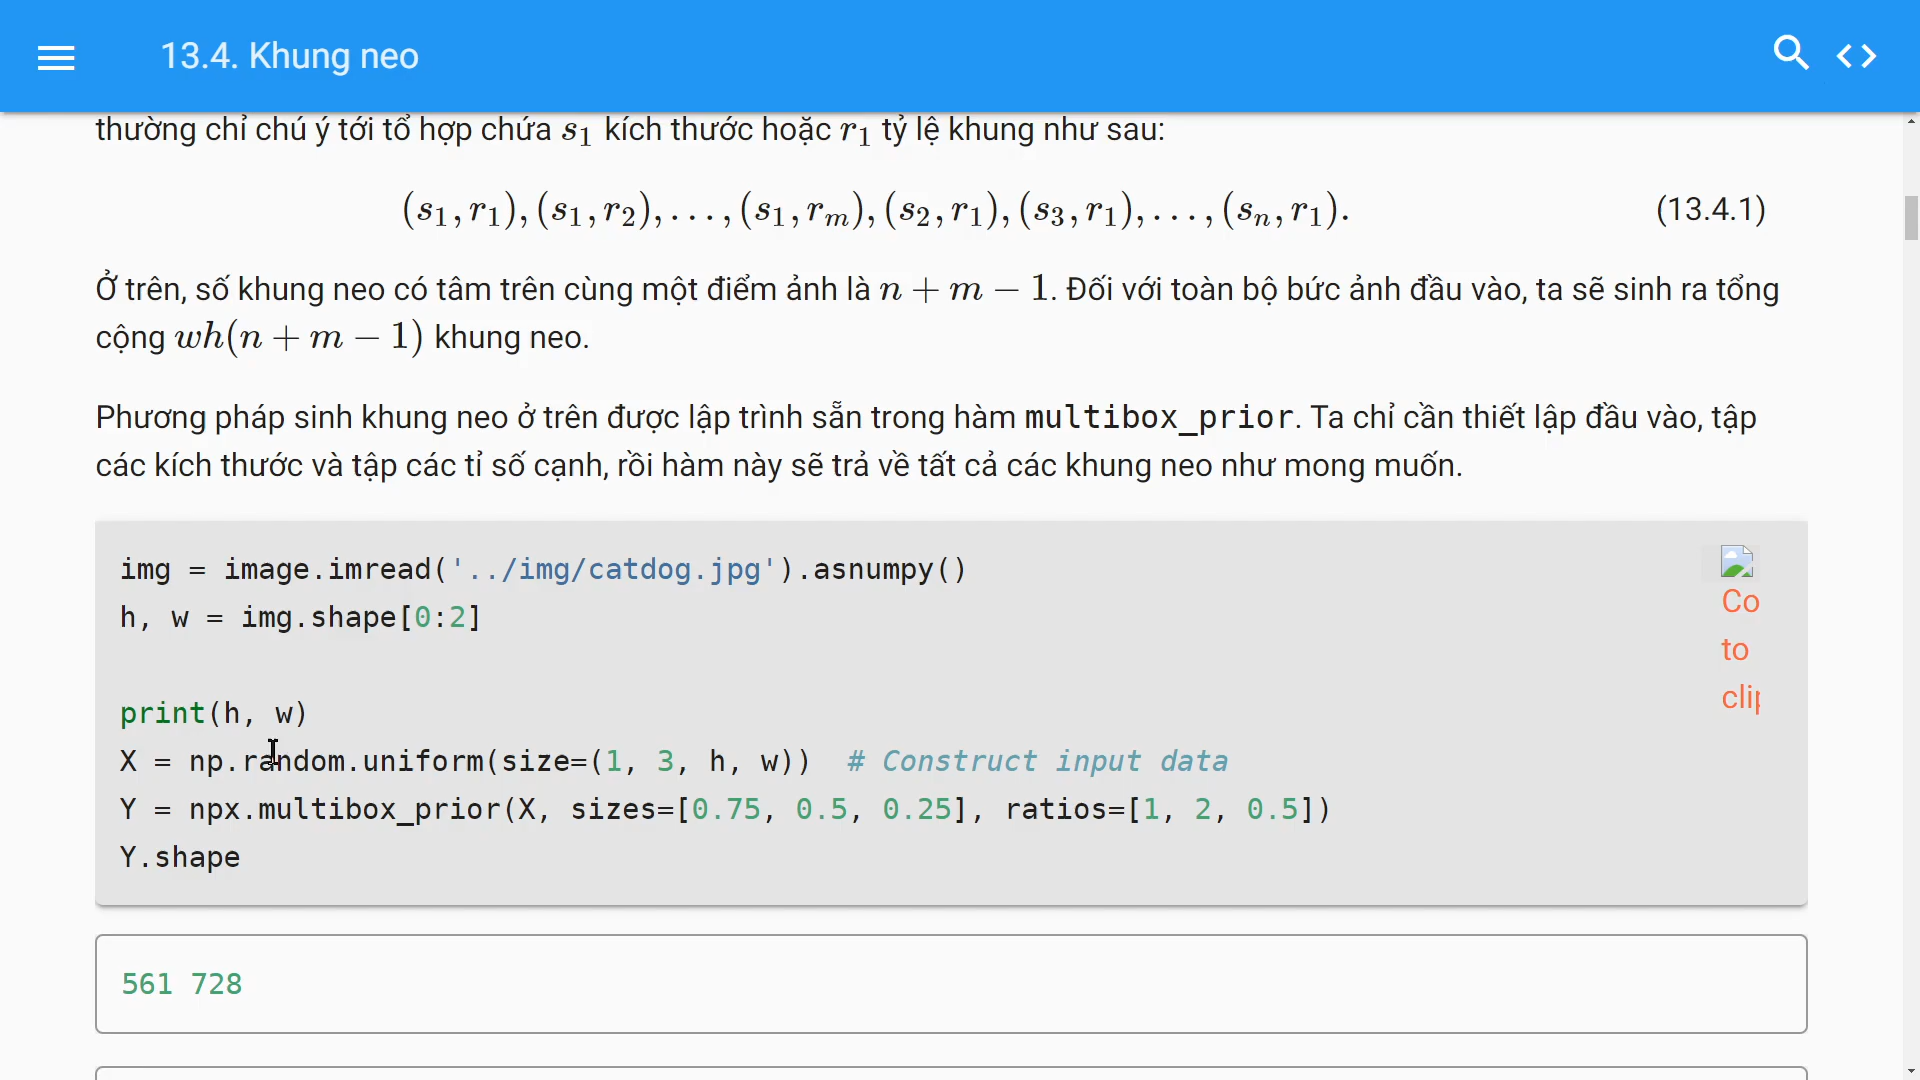 13.4. Khung neo
thường chỉ chú ý tới tổ hợp chứa s₁ kích thước hoặc r₁ tỷ lệ khung như sau:
(s₁, r₁), (s₁, r₂), . . . , (s₁, rₘ), (s₂, r₁), (s₃, r₁), . . . , (sₙ, r₁). (13.4.1)
Ở trên, số khung neo có tâm trên cùng một điểm ảnh là n + m − 1. Đối với toàn bộ bức ảnh đầu vào, ta sẽ sinh ra tổng
cộng wh(n + m − 1) khung neo.
Phương pháp sinh khung neo ở trên được lập trình sẵn trong hàm multibox_prior. Ta chỉ cần thiết lập đầu vào, tập
các kích thước và tập các tỉ số cạnh, rồi hàm này sẽ trả về tất cả các khung neo như mong muốn.
img = image.imread('../img/catdog.jpg').asnumpy()
h, w = img.shape[0:2]
print(h, w)
X = np.random.uniform(size=(1, 3, h, w))  # Construct input data
Y = npx.multibox_prior(X, sizes=[0.75, 0.5, 0.25], ratios=[1, 2, 0.5])
Y.shape
Co
to
clip
561 728